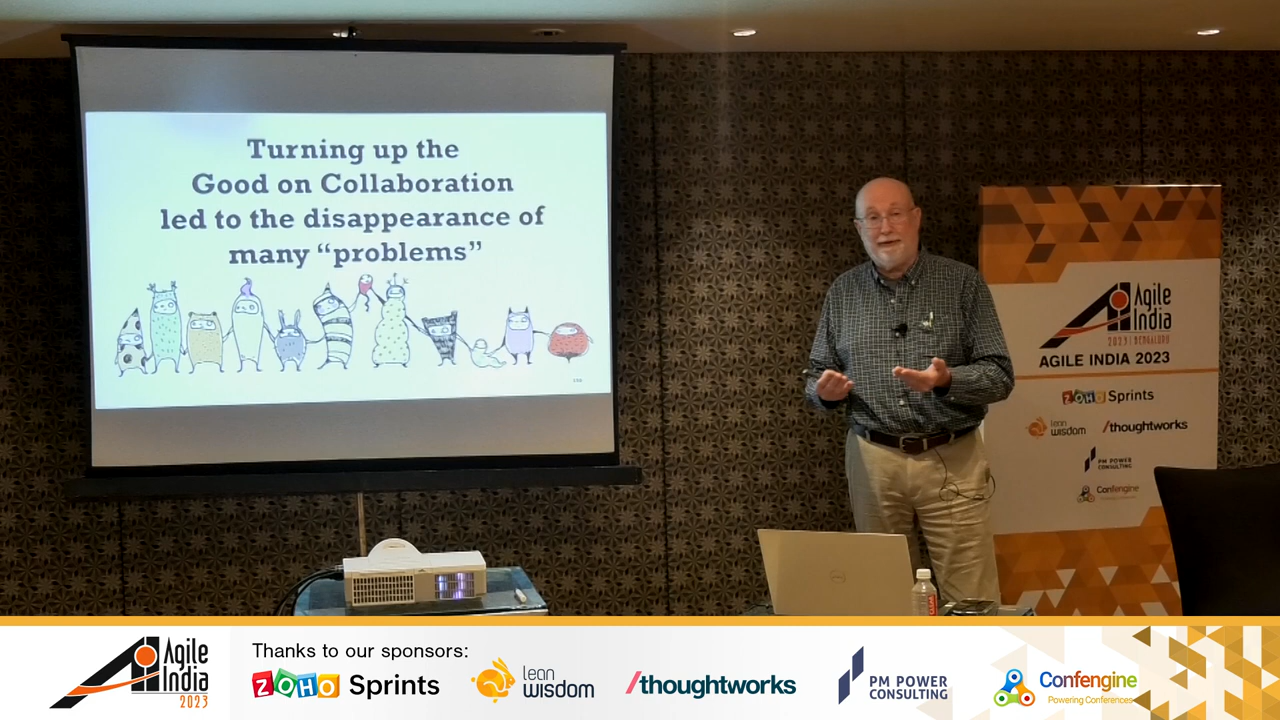 Turning up the
Good on Collaboration
led to the disappearance of
many “problems”
Agile
India
2023 | BENGALURU
AGILE INDIA 2023
ZOHO Sprints
lean
wisdom
/thoughtworks
PM POWER
CONSULTING
Confengine
DELL
Agile
India
2023
Thanks to our sponsors:
ZOHO Sprints
lean
wisdom
/thoughtworks
PM POWER
CONSULTING
Confengine
Powering Conferences